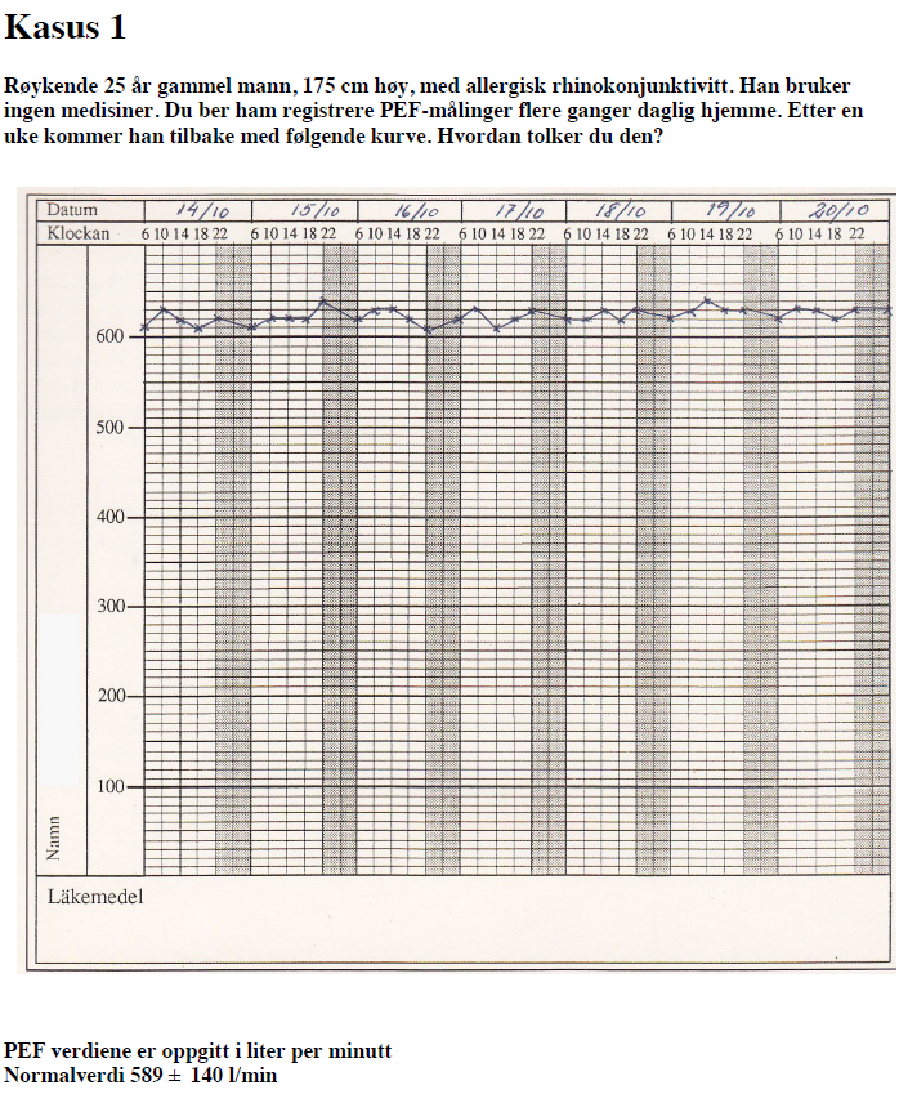 Kasus 1
Røykende 25 år gammel mann, 175 cm høy, med allergisk rhinokonjunktivitt. Han bruker
ingen medisiner. Du ber ham registrere PEF-målinger flere ganger daglig hjemme. Etter en
uke kommer han tilbake med følgende kurve. Hvordan tolker du den?
Datum 14/10 15/10 16/10 17/10 18/10 19/10 20/10
Klockan 6 10 14 18 22 6 10 14 18 22 6 10 14 18 22 6 10 14 18 22 6 10 14 18 22 6 10 14 18 22 6 10 14 18 22
600
500
400
300
200
100
Namn
Läkemedel
PEF verdiene er oppgitt i liter per minutt
Normalverdi 589 ± 140 l/min